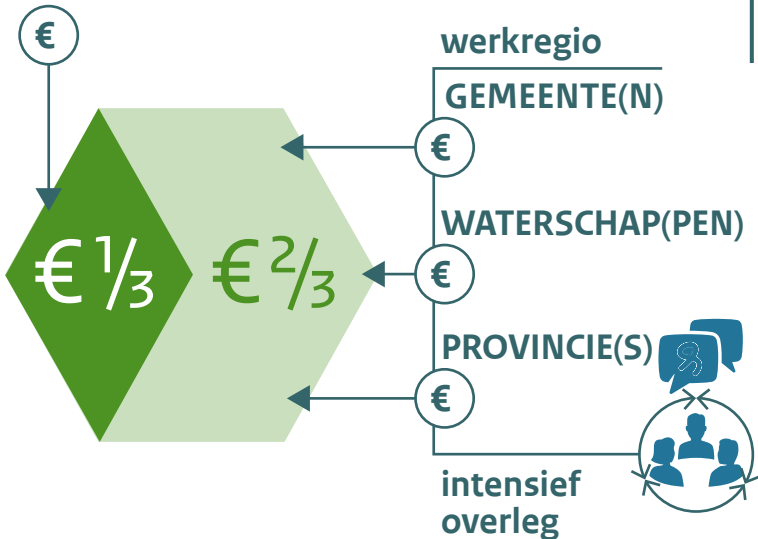 €
werkregio
GEMEENTE(N)
€
€ 1/3
€ 2/3
WATERSCHAP(PEN)
€
PROVINCIE(S)
€
intensief
overleg